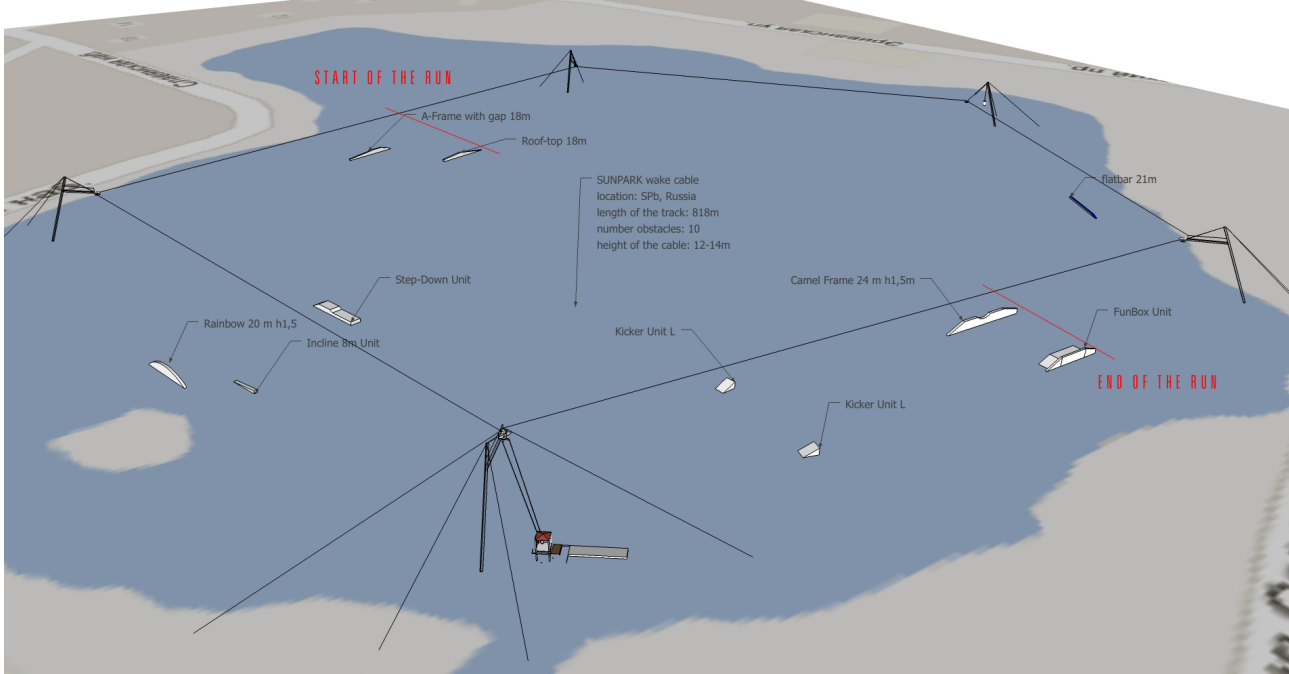 START OF THE RUN
A-Frame with gap 18m
Roof-top 18m
SUNPARK wake cable
location: SPb, Russia
length of the track: 818m
number obstacles: 10
height of the cable: 12-14m
flatbar 21m
Step-Down Unit
Camel Frame 24 m h1,5m
FunBox Unit
Rainbow 20 m h1,5
Kicker Unit L
Incline 8m Unit
END OF THE RUN
Kicker Unit L